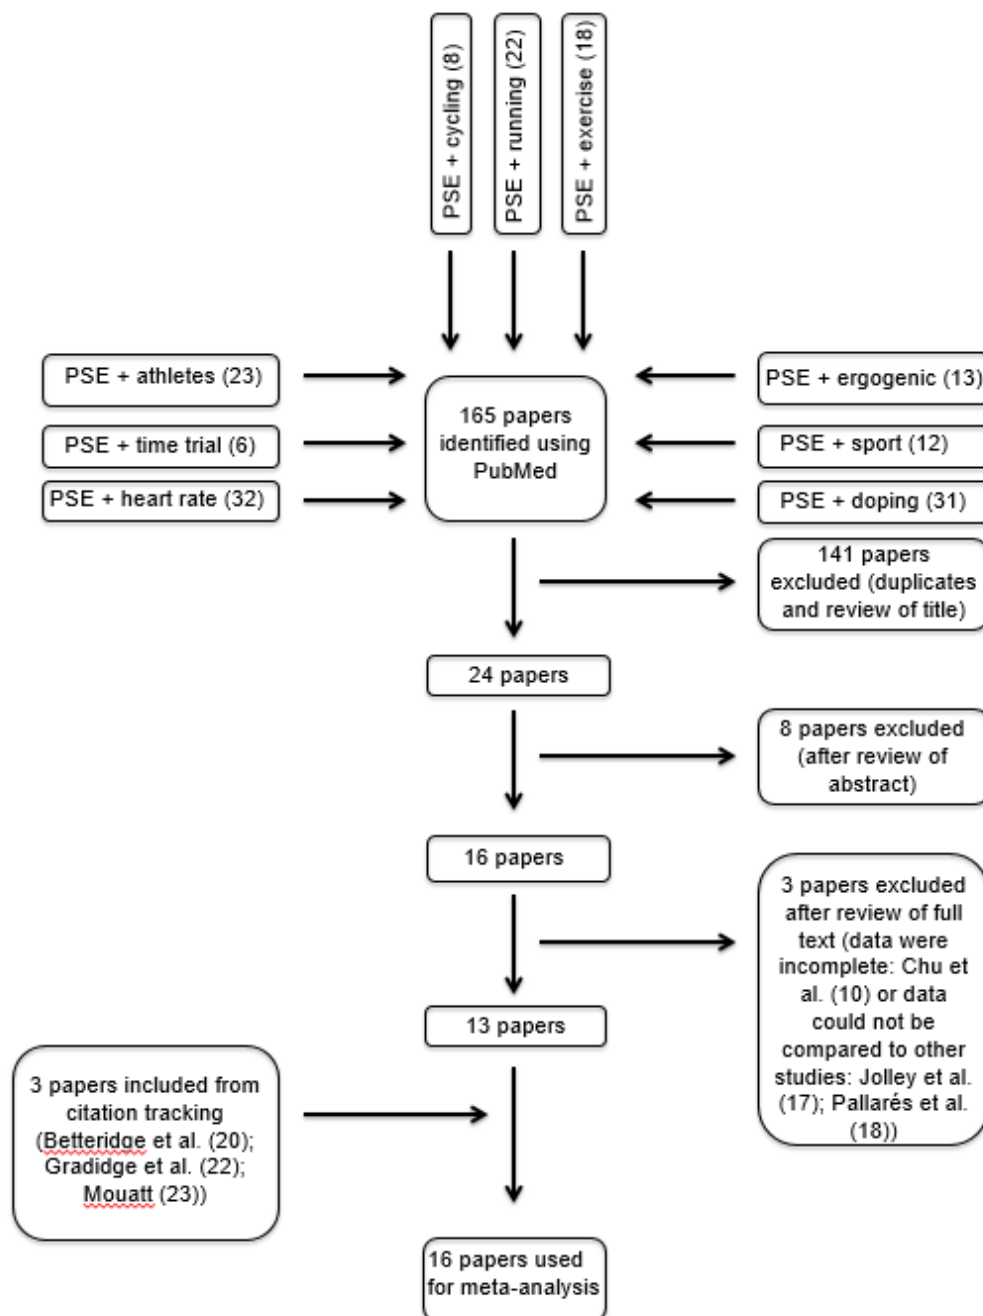 PSE + cycling (8)
PSE + running (22)
PSE + exercise (18)
PSE + athletes (23)
PSE + time trial (6)
PSE + heart rate (32)
165 papers
identified using
PubMed
PSE + ergogenic (13)
PSE + sport (12)
PSE + doping (31)
141 papers
excluded (duplicates
and review of title)
24 papers
8 papers excluded
(after review of
abstract)
16 papers
3 papers excluded
after review of full
text (data were
incomplete: Chu et
al. (10) or data
could not be
compared to other
studies: Jolley et al.
(17); Pallarés et al.
(18))
13 papers
3 papers included from
citation tracking
(Betteridge et al. (20);
Gradidge et al. (22);
Mouatt (23))
16 papers used
for meta-analysis